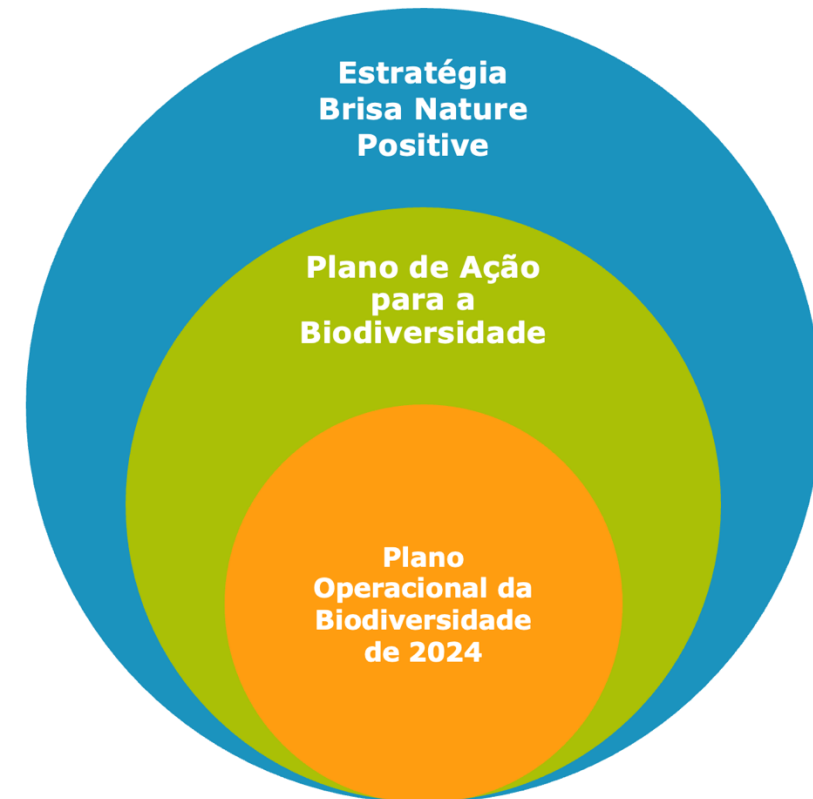 Estratégia
Brisa Nature
Positive
Plano de Ação
para a
Biodiversidade
Plano
Operacional da
Biodiversidade
de 2024